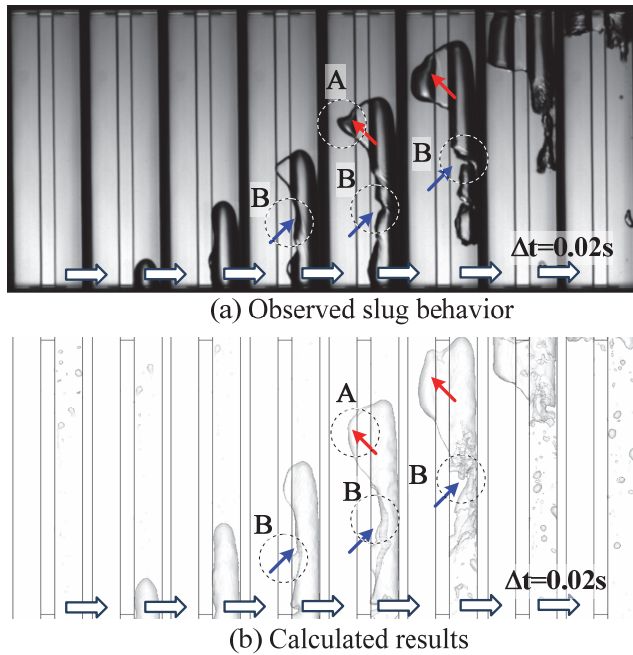 A
B
B
B
Δt=0.02s
(a) Observed slug behavior
A
B
B
B
Δt=0.02s
(b) Calculated results